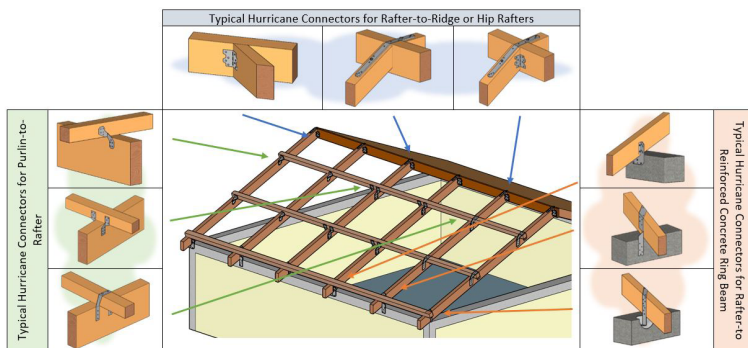 Typical Hurricane Connectors for Rafter-to-Ridge or Hip Rafters
Typical Hurricane Connectors for Purlin-to-
Rafter
Typical Hurricane Connectors for Rafter-to
Reinforced Concrete Ring Beam